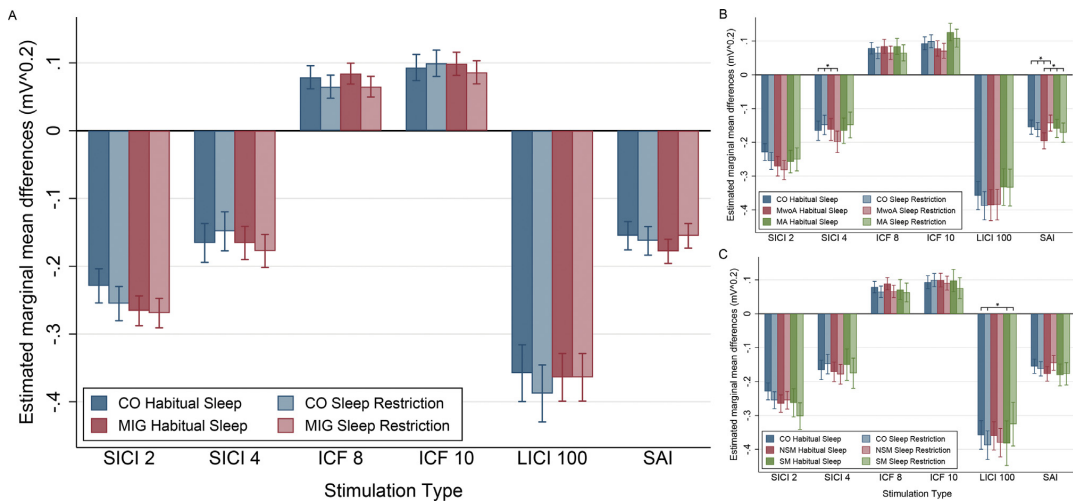 A
Estimated marginal mean dfferences (mV^0.2)
.1
0
-.1
-.2
-.3
-.4
CO Habitual Sleep
CO Sleep Restriction
MIG Habitual Sleep
MIG Sleep Restriction
SICI 2
SICI 4
ICF 8
ICF 10
LICI 100
SAI
Stimulation Type
B
Estimated marginal mean dfferences (mV^0.2)
.1
0
-.1
-.2
-.3
-.4
*
*
*
CO Habitual Sleep
CO Sleep Restriction
MwoA Habitual Sleep
MwoA Sleep Restriction
MA Habitual Sleep
MA Sleep Restriction
SICI 2
SICI 4
ICF 8
ICF 10
LICI 100
SAI
C
Estimated marginal mean dfferences (mV^0.2)
.1
0
-.1
-.2
-.3
-.4
*
CO Habitual Sleep
CO Sleep Restriction
NSM Habitual Sleep
NSM Sleep Restriction
SM Habitual Sleep
SM Sleep Restriction
SICI 2
SICI 4
ICF 8
ICF 10
LICI 100
SAI
Stimulation Type